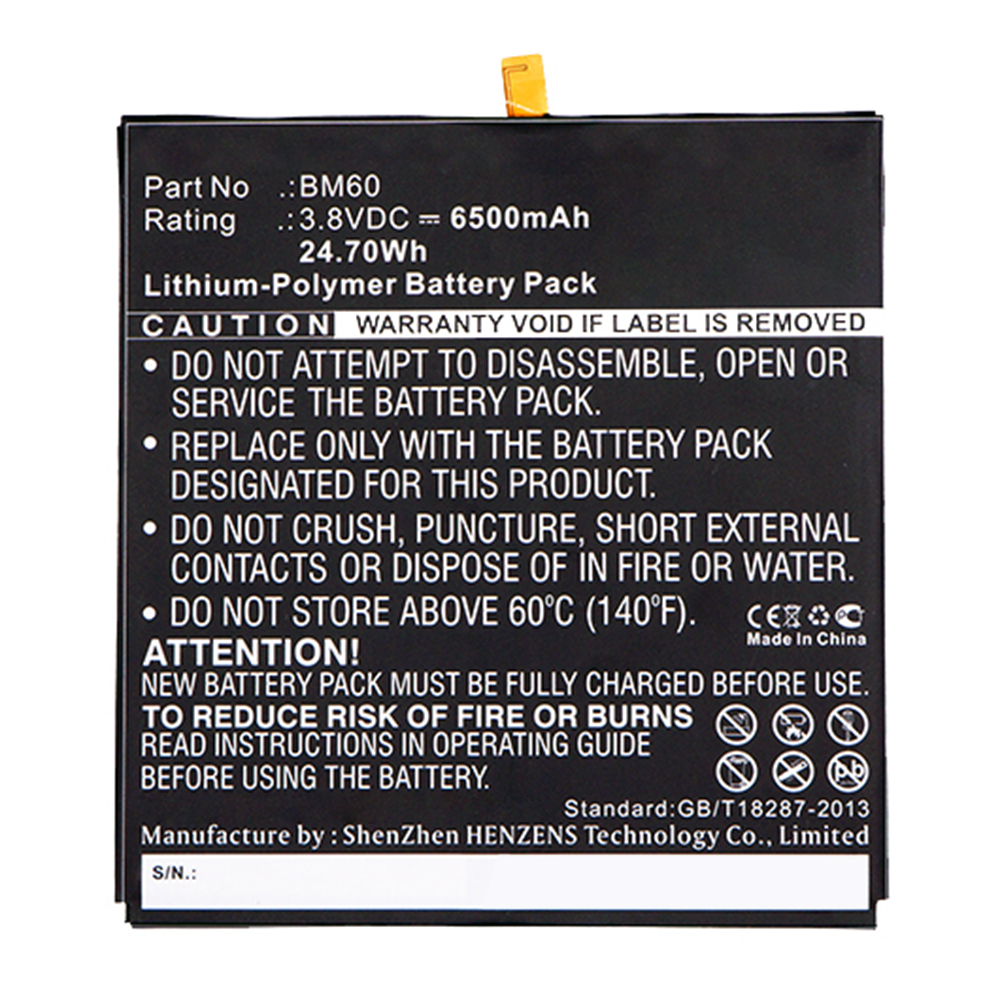 Part No .:BM60
Rating .:3.8VDC ⎓ 6500mAh
24.70Wh
Lithium-Polymer Battery Pack
CAUTION WARRANTY VOID IF LABEL IS REMOVED
• DO NOT ATTEMPT TO DISASSEMBLE, OPEN OR
SERVICE THE BATTERY PACK.
• REPLACE ONLY WITH THE BATTERY PACK
DESIGNATED FOR THIS PRODUCT.
• DO NOT CRUSH, PUNCTURE, SHORT EXTERNAL
CONTACTS OR DISPOSE OF IN FIRE OR WATER.
• DO NOT STORE ABOVE 60°C (140°F).
CE
Made In China
ATTENTION!
NEW BATTERY PACK MUST BE FULLY CHARGED BEFORE USE.
TO REDUCE RISK OF FIRE OR BURNS
READ INSTRUCTIONS IN OPERATING GUIDE
BEFORE USING THE BATTERY.
Pb
Standard:GB/T18287-2013
Manufacture by : ShenZhen HENZENS Technology Co., Limited
S/N.: